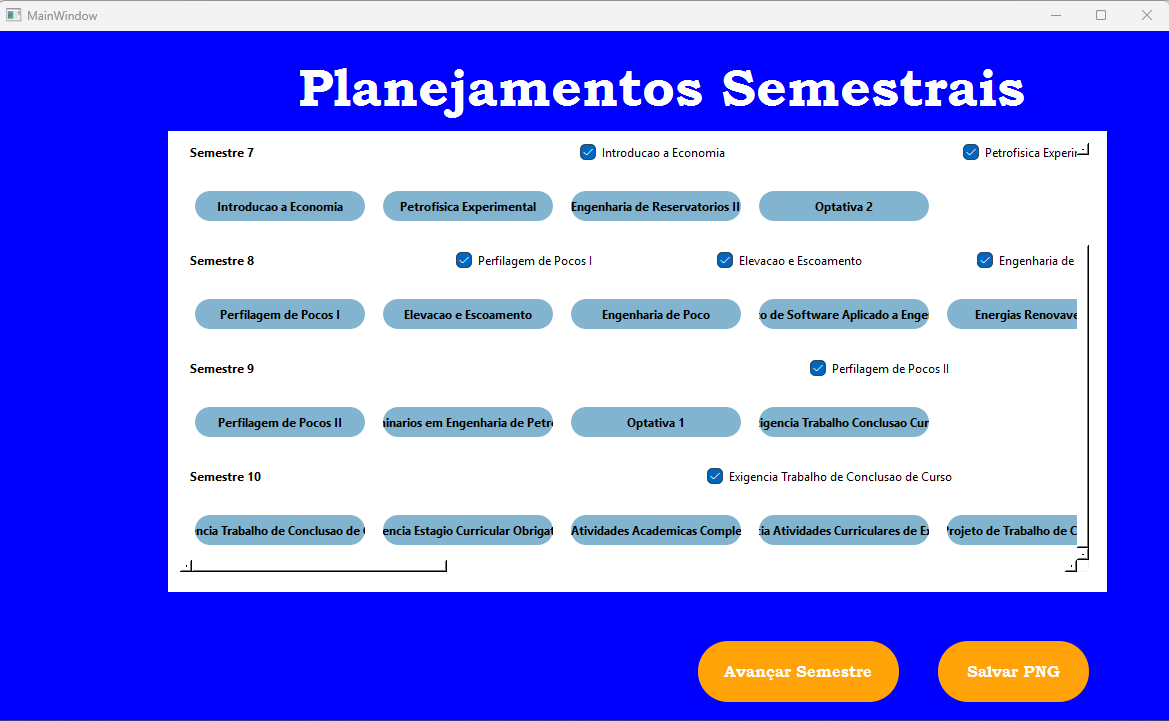 MainWindow
Planejamentos Semestrais
Semestre 7 Introducao a Economia Petrofisica Experir
Introducao a Economia Petrofisica Experimental Engenharia de Reservatorios II Optativa 2
Semestre 8 Perfilagem de Pocos I Elevacao e Escoamento Engenharia de
Perfilagem de Pocos I Elevacao e Escoamento Engenharia de Poco o de Software Aplicado a Enge Energias Renovave
Semestre 9 Perfilagem de Pocos II
Perfilagem de Pocos II inarios em Engenharia de Petro Optativa 1 igencia Trabalho Conclusao Cur
Semestre 10 Exigencia Trabalho de Conclusao de Curso
ncia Trabalho de Conclusao de encia Estagio Curricular Obrigat Atividades Academicas Comple ia Atividades Curriculares de Ex Projeto de Trabalho de C
Avançar Semestre Salvar PNG